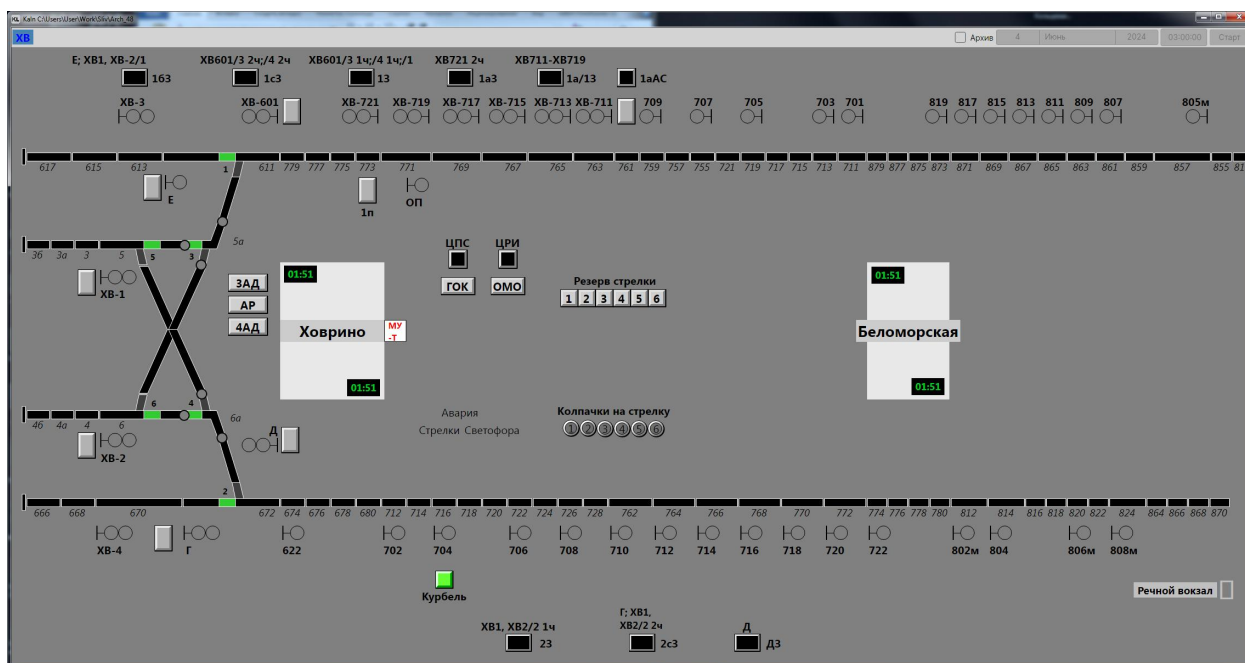 KL Kaln C:\Users\User\Work\Sliv\Arch_48
ХВ
Архив 4 Июнь 2024 03:00:00 Старт
Е; ХВ1, ХВ-2/1 ХВ601/3 2ч;/4 2ч ХВ601/3 1ч;/4 1ч;/1 ХВ721 2ч ХВ711-ХВ719
1б3 1с3 13 1а3 1а/13 1аАС
ХВ-3 ХВ-601 ХВ-721 ХВ-719 ХВ-717 ХВ-715 ХВ-713 ХВ-711 709 707 705 703 701 819 817 815 813 811 809 807 805м
617 615 613 1 611 779 777 775 773 771 769 767 765 763 761 759 757 755 721 719 717 715 713 711 879 877 875 873 871 869 867 865 863 861 859 857 855
Е 1п ОП
5а
3б 3а 3 5 5 3
ЦПС ЦРИ
ХВ-1
ЗАД
АР
4АД
01:51
Ховрино
МУ
-Т
01:51
ГОК ОМО
Резерв стрелки
1 2 3 4 5 6
01:51
Беломорская
01:51
6 4
4б 4а 4 6 6а
ХВ-2
Д
Авария
Стрелки Светофора
Колпачки на стрелку
1 2 3 4 5 6
2
666 668 670 672 674 676 678 680 712 714 716 718 720 722 724 726 728 762 764 766 768 770 772 774 776 778 780 812 814 816 818 820 822 824 864 866 868 870
ХВ-4 Г 622 702 704 706 708 710 712 714 716 718 720 722 802м 804 806м 808м
Курбель
Речной вокзал
ХВ1, ХВ2/2 1ч
23
Г; ХВ1,
ХВ2/2 2ч
2с3
Д
Д3